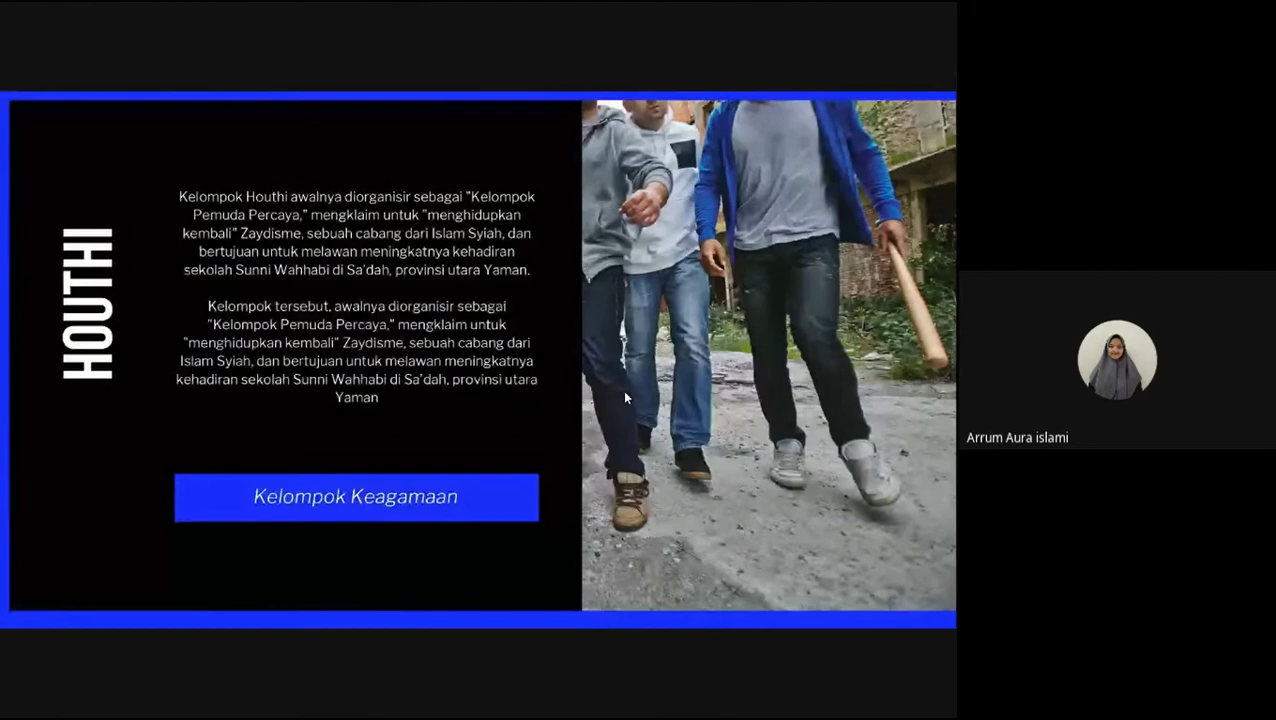 HOUTHI
Kelompok Houthi awalnya diorganisir sebagai "Kelompok
Pemuda Percaya," mengklaim untuk "menghidupkan
kembali" Zaydisme, sebuah cabang dari Islam Syiah, dan
bertujuan untuk melawan meningkatnya kehadiran
sekolah Sunni Wahhabi di Sa'dah, provinsi utara Yaman.
Kelompok tersebut, awalnya diorganisir sebagai
"Kelompok Pemuda Percaya," mengklaim untuk
"menghidupkan kembali" Zaydisme, sebuah cabang dari
Islam Syiah, dan bertujuan untuk melawan meningkatnya
kehadiran sekolah Sunni Wahhabi di Sa'dah, provinsi utara
Yaman
Kelompok Keagamaan
Arrum Aura islami